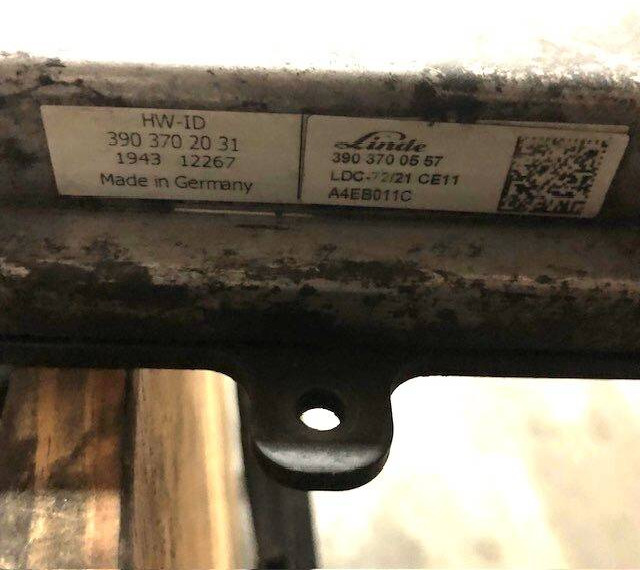 HW-ID
390 370 20 31
1943 12267
Made in Germany
Linde
390 370 05 57
LDC-72/21 CE11
A4EB011C